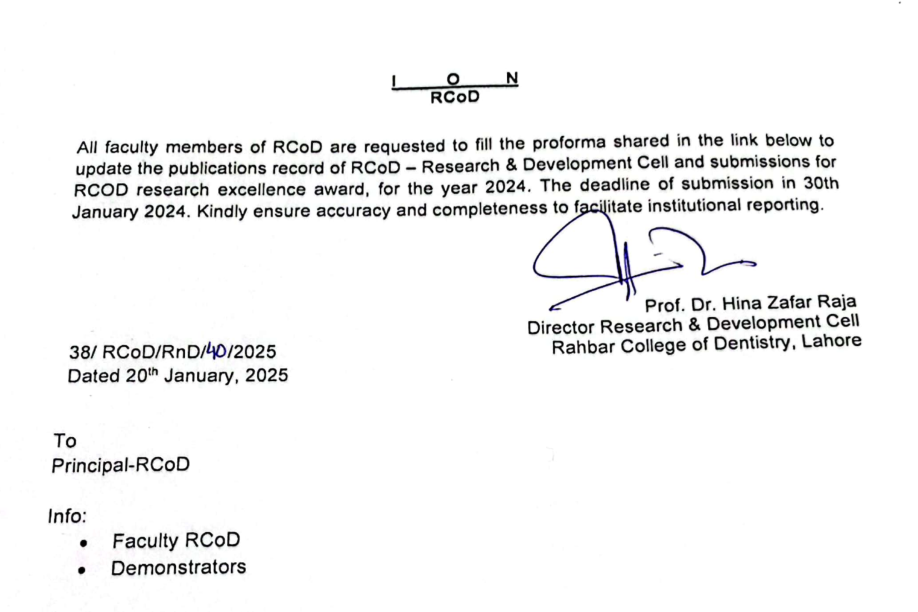 I O N
RCoD
All faculty members of RCoD are requested to fill the proforma shared in the link below to
update the publications record of RCoD – Research & Development Cell and submissions for
RCOD research excellence award, for the year 2024. The deadline of submission in 30th
January 2024. Kindly ensure accuracy and completeness to facilitate institutional reporting.
Prof. Dr. Hina Zafar Raja
Director Research & Development Cell
Rahbar College of Dentistry, Lahore
38/ RCoD/RnD/40/2025
Dated 20th January, 2025
To
Principal-RCoD
Info:
• Faculty RCoD
• Demonstrators